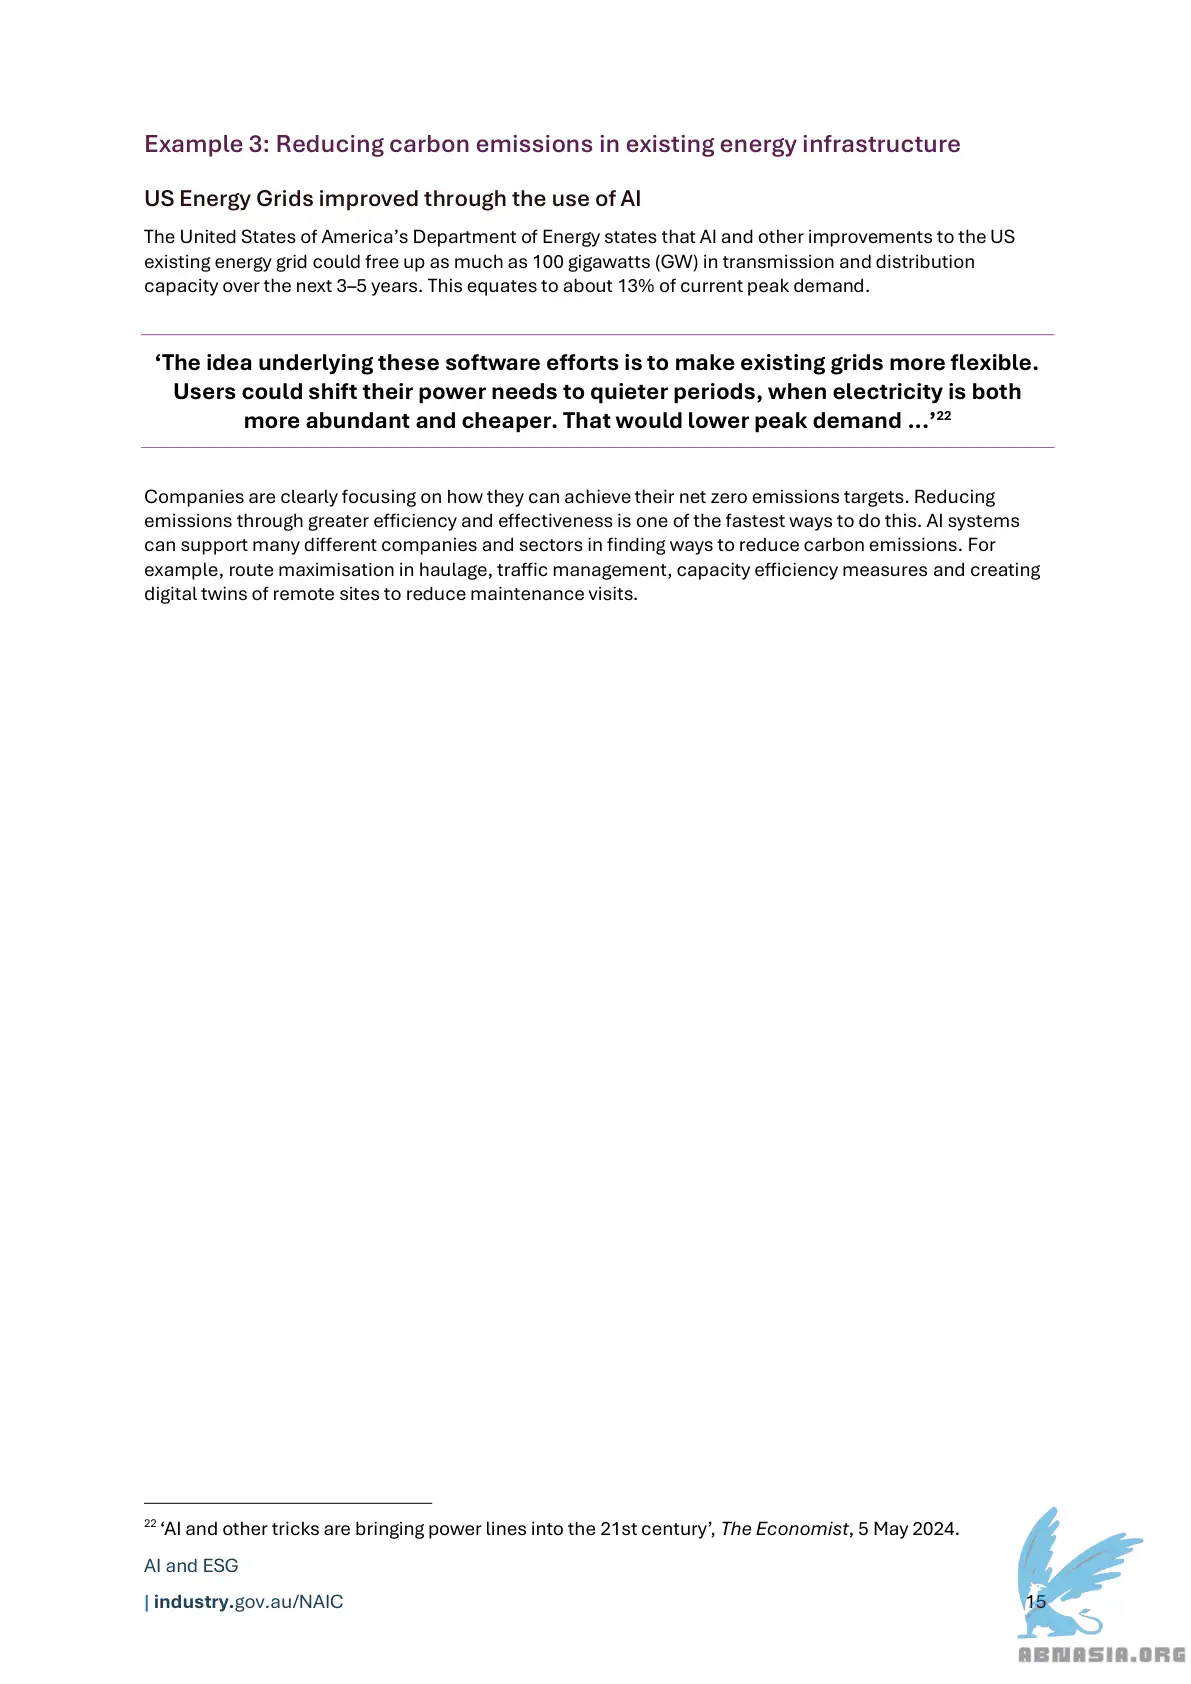 Example 3: Reducing carbon emissions in existing energy infrastructure
US Energy Grids improved through the use of AI
The United States of America’s Department of Energy states that AI and other improvements to the US
existing energy grid could free up as much as 100 gigawatts (GW) in transmission and distribution
capacity over the next 3–5 years. This equates to about 13% of current peak demand.
‘The idea underlying these software efforts is to make existing grids more flexible.
Users could shift their power needs to quieter periods, when electricity is both
more abundant and cheaper. That would lower peak demand …’22
Companies are clearly focusing on how they can achieve their net zero emissions targets. Reducing
emissions through greater efficiency and effectiveness is one of the fastest ways to do this. AI systems
can support many different companies and sectors in finding ways to reduce carbon emissions. For
example, route maximisation in haulage, traffic management, capacity efficiency measures and creating
digital twins of remote sites to reduce maintenance visits.
22 ‘AI and other tricks are bringing power lines into the 21st century’, The Economist, 5 May 2024.
AI and ESG
| industry.gov.au/NAIC
15
ABNASIA.ORG